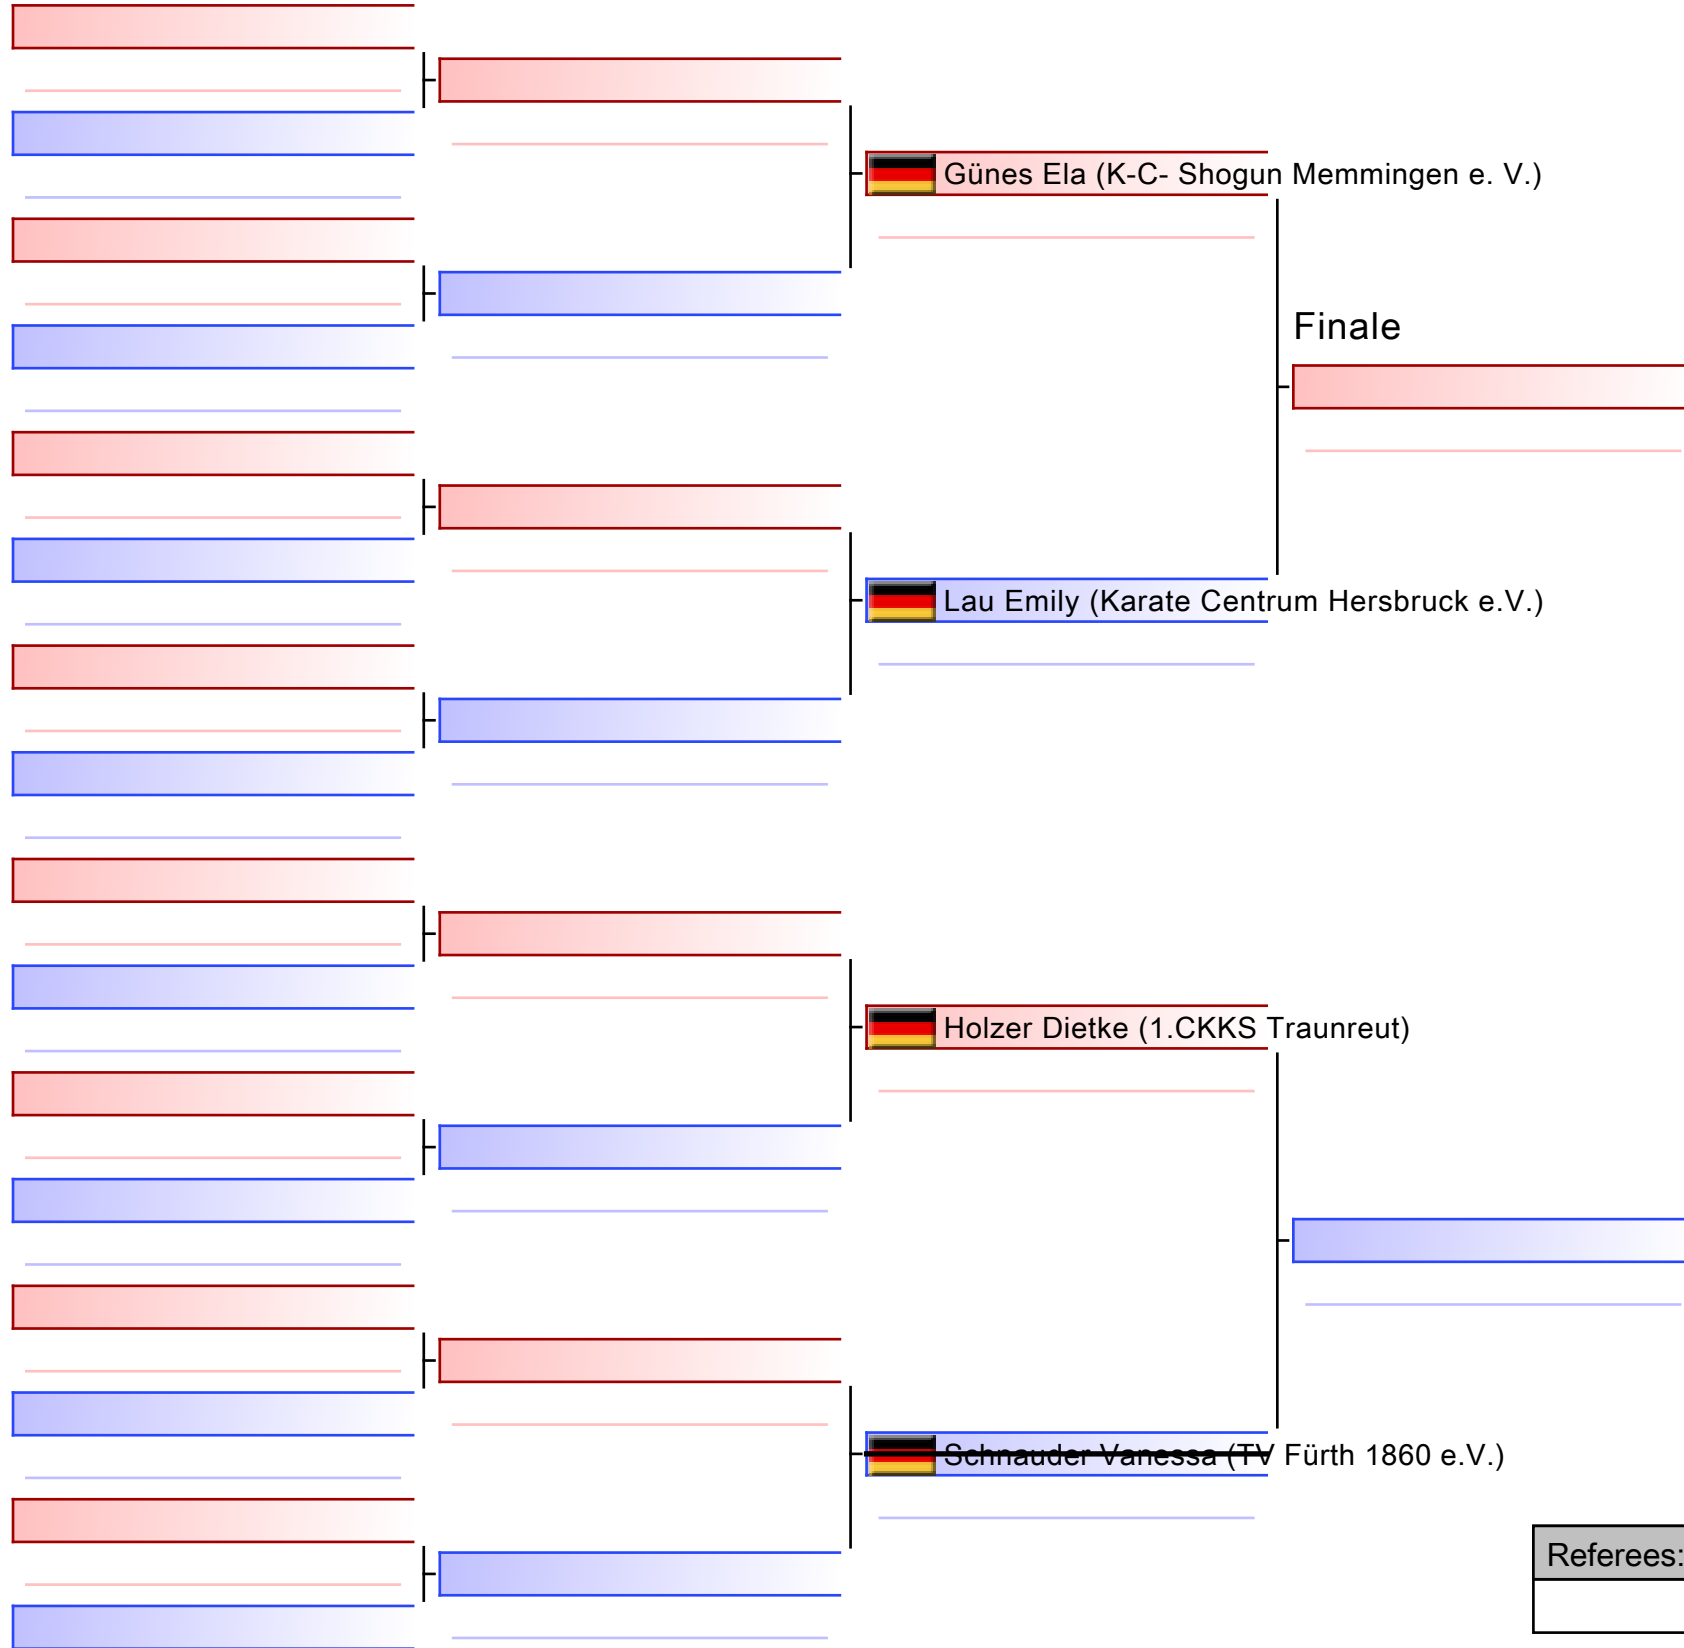 Günes Ela (K-C- Shogun Memmingen e. V.)
Finale
Lau Emily (Karate Centrum Hersbruck e.V.)
Holzer Dietke (1.CKKS Traunreut)
Schnauder Vanessa (TV Fürth 1860 e.V.)
Referees: